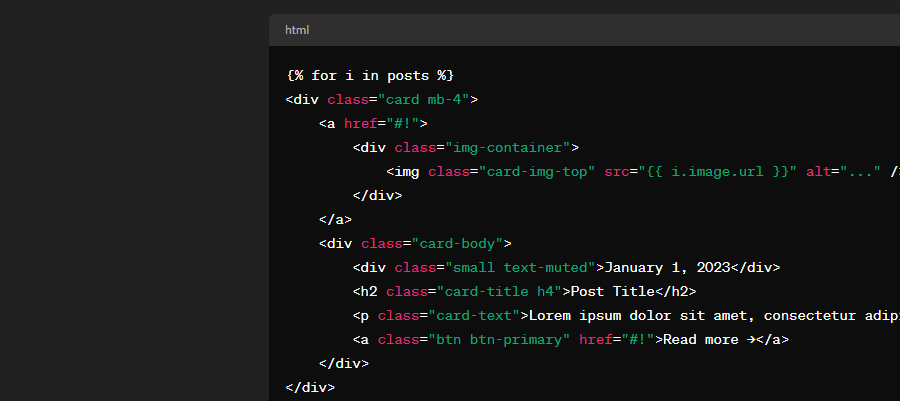 html
{% for i in posts %}
<div class="card mb-4">
<a href="#!">
<div class="img-container">
<img class="card-img-top" src="{{ i.image.url }}" alt="..." /
</div>
</a>
<div class="card-body">
<div class="small text-muted">January 1, 2023</div>
<h2 class="card-title h4">Post Title</h2>
<p class="card-text">Lorem ipsum dolor sit amet, consectetur adipi
<a class="btn btn-primary" href="#!">Read more →</a>
</div>
</div>